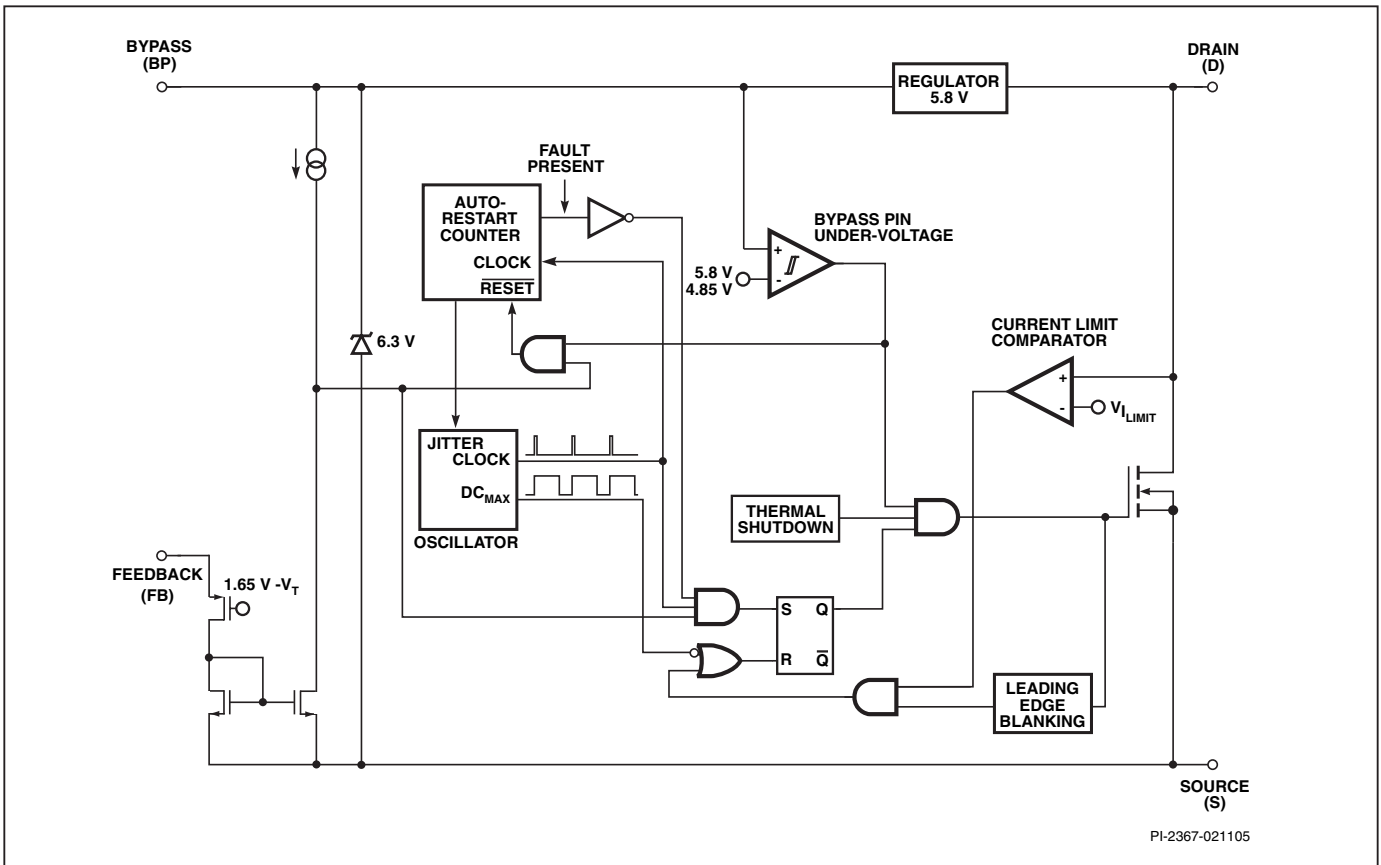 BYPASS
(BP)
DRAIN
(D)
REGULATOR
5.8 V
FAULT
PRESENT
AUTO-
RESTART
COUNTER
CLOCK
RESET
BYPASS PIN
UNDER-VOLTAGE
+
-
5.8 V
4.85 V
6.3 V
CURRENT LIMIT
COMPARATOR
+
-
VILIMIT
JITTER
CLOCK
DCMAX
OSCILLATOR
THERMAL
SHUTDOWN
FEEDBACK
(FB)
1.65 V -VT
S Q
R Q
LEADING
EDGE
BLANKING
SOURCE
(S)
PI-2367-021105